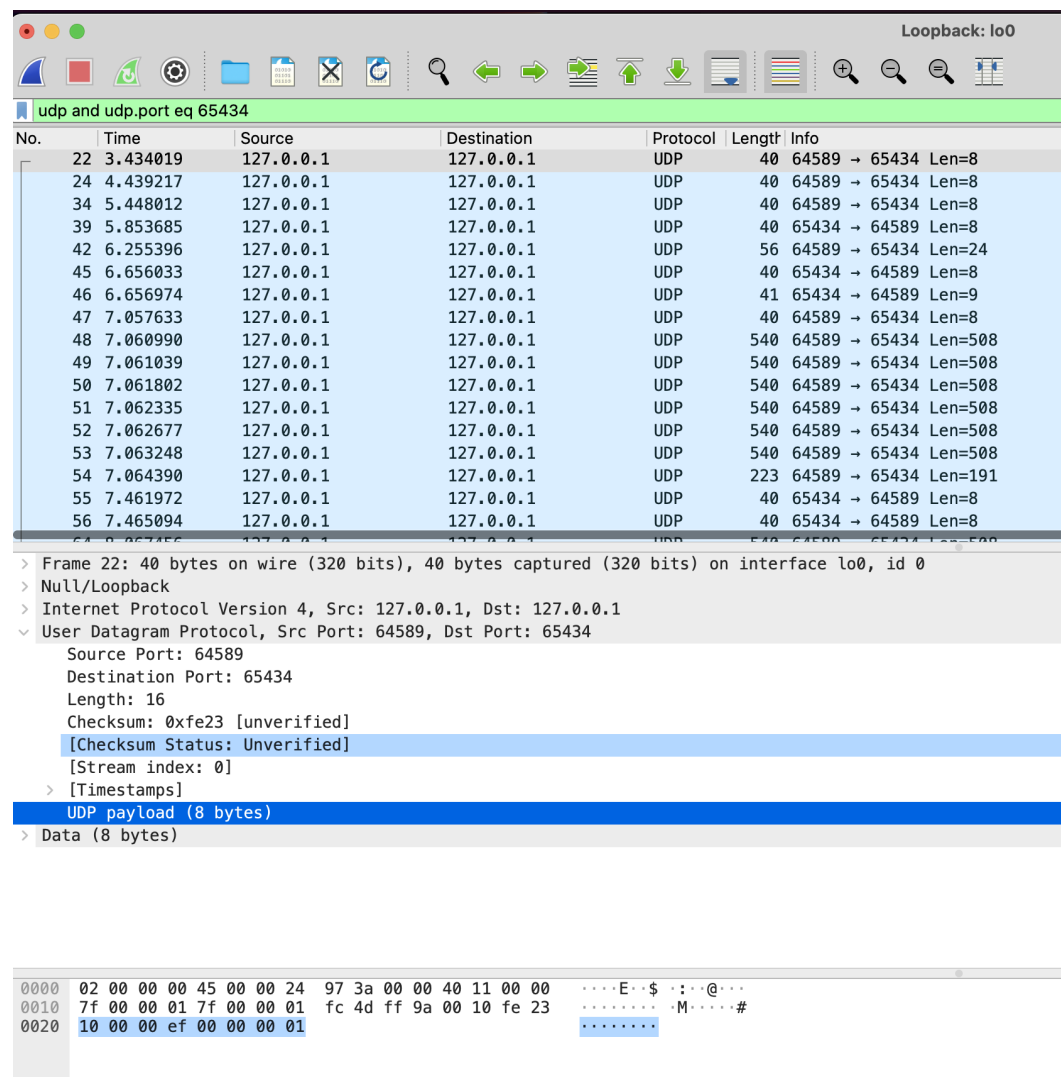 Loopback: lo0
udp and udp.port eq 65434
No. Time Source Destination Protocol Length Info
22 3.434019 127.0.0.1 127.0.0.1 UDP 40 64589 → 65434 Len=8
24 4.439217 127.0.0.1 127.0.0.1 UDP 40 64589 → 65434 Len=8
34 5.448012 127.0.0.1 127.0.0.1 UDP 40 64589 → 65434 Len=8
39 5.853685 127.0.0.1 127.0.0.1 UDP 40 65434 → 64589 Len=8
42 6.255396 127.0.0.1 127.0.0.1 UDP 56 64589 → 65434 Len=24
45 6.656033 127.0.0.1 127.0.0.1 UDP 40 65434 → 64589 Len=8
46 6.656974 127.0.0.1 127.0.0.1 UDP 41 65434 → 64589 Len=9
47 7.057633 127.0.0.1 127.0.0.1 UDP 40 64589 → 65434 Len=8
48 7.060990 127.0.0.1 127.0.0.1 UDP 540 64589 → 65434 Len=508
49 7.061039 127.0.0.1 127.0.0.1 UDP 540 64589 → 65434 Len=508
50 7.061802 127.0.0.1 127.0.0.1 UDP 540 64589 → 65434 Len=508
51 7.062335 127.0.0.1 127.0.0.1 UDP 540 64589 → 65434 Len=508
52 7.062677 127.0.0.1 127.0.0.1 UDP 540 64589 → 65434 Len=508
53 7.063248 127.0.0.1 127.0.0.1 UDP 540 64589 → 65434 Len=508
54 7.064390 127.0.0.1 127.0.0.1 UDP 223 64589 → 65434 Len=191
55 7.461972 127.0.0.1 127.0.0.1 UDP 40 65434 → 64589 Len=8
56 7.465094 127.0.0.1 127.0.0.1 UDP 40 65434 → 64589 Len=8
Frame 22: 40 bytes on wire (320 bits), 40 bytes captured (320 bits) on interface lo0, id 0
Null/Loopback
Internet Protocol Version 4, Src: 127.0.0.1, Dst: 127.0.0.1
User Datagram Protocol, Src Port: 64589, Dst Port: 65434
Source Port: 64589
Destination Port: 65434
Length: 16
Checksum: 0xfe23 [unverified]
[Checksum Status: Unverified]
[Stream index: 0]
[Timestamps]
UDP payload (8 bytes)
Data (8 bytes)
0000 02 00 00 00 45 00 00 24 97 3a 00 00 40 11 00 00 ····E··$ ·:··@···
0010 7f 00 00 01 7f 00 00 01 fc 4d ff 9a 00 10 fe 23 ········ ·M·····#
0020 10 00 00 ef 00 00 00 01 ········